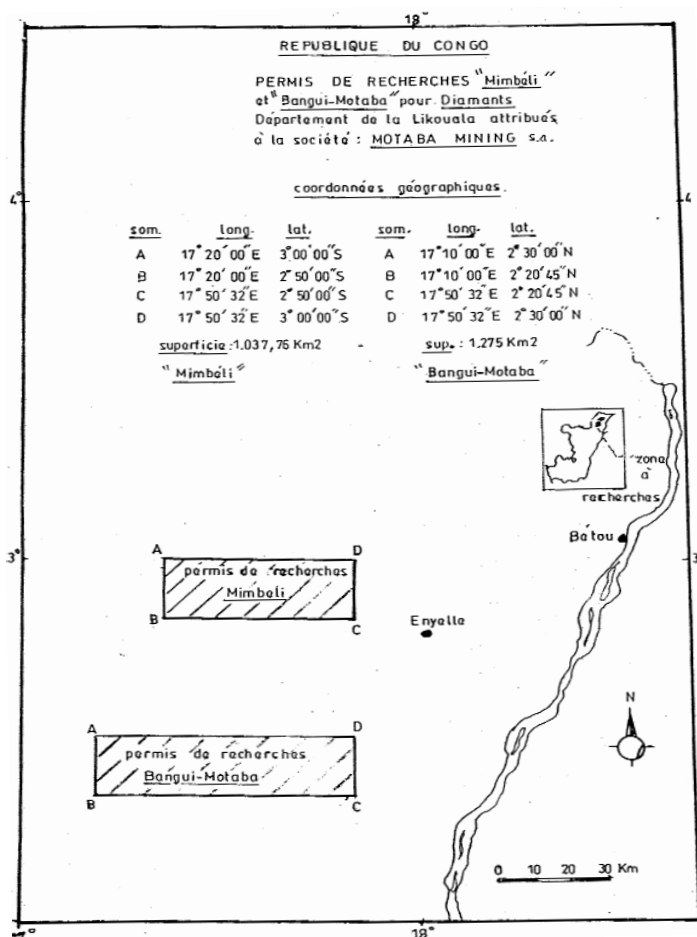 18°
REPUBLIQUE DU CONGO
PERMIS DE RECHERCHES "Mimbéli"
et "Bangui-Motaba" pour Diamants
Département de la Likouala attribués
à la société : MOTABA MINING s.a.
coordonnées géographiques.
4° 4
som. long. lat. som. long. lat.
A 17° 20' 00" E 3° 00' 00" S A 17° 10' 00" E 2° 30' 00" N
B 17° 20' 00" E 2° 50' 00" S B 17° 10' 00" E 2° 20' 45" N
C 17° 50' 32" E 2° 50' 00" S C 17° 50' 32" E 2° 20' 45" N
D 17° 50' 32" E 3° 00' 00" S D 17° 50' 32" E 2° 30' 00" N
superficie : 1.037,76 Km2 - sup. : 1.275 Km2
"Mimbéli" "Bangui-Motaba"
zone
à
recherches
Bétou
3° 3°
A D
permis de recherches
Mimbeli
B C
Enyelle
N
A D
permis de recherches
Bangui-Motaba
B C
0 10 20 30 Km
17° 18°